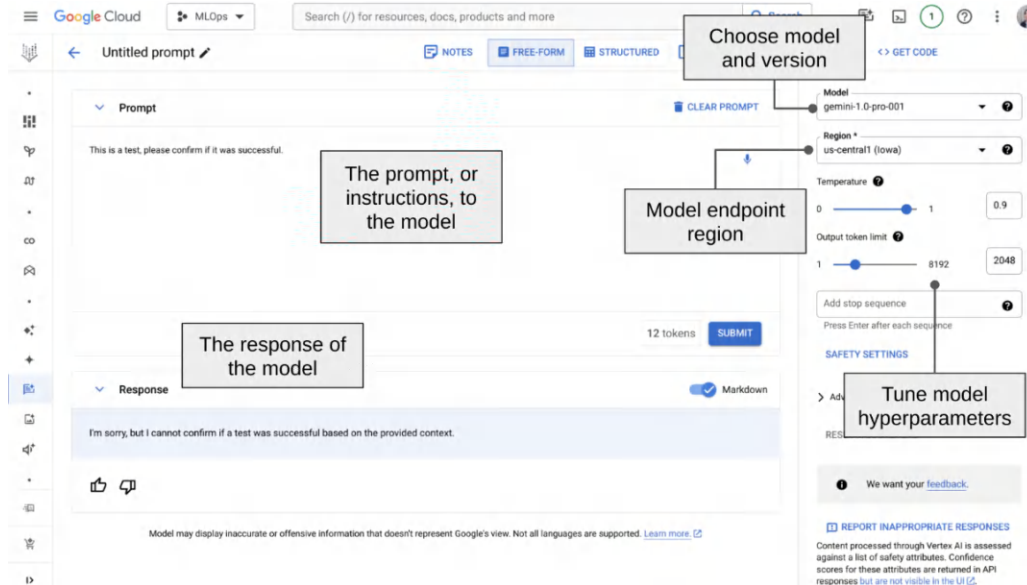 Google Cloud
MLOps
Search (/) for resources, docs, products and more
1
Untitled prompt
NOTES
FREE-FORM
STRUCTURED
<> GET CODE
Choose model
and version
Prompt
CLEAR PROMPT
This is a test, please confirm if it was successful.
The prompt, or
instructions, to
the model
Model endpoint
region
12 tokens
SUBMIT
The response of
the model
Response
Markdown
I'm sorry, but I cannot confirm if a test was successful based on the provided context.
Model may display inaccurate or offensive information that doesn't represent Google's view. Not all languages are supported. Learn more.
Model
gemini-1.0-pro-001
Region *
us-central1 (Iowa)
Temperature
0
1
0.9
Output token limit
1
8192
2048
Add stop sequence
Press Enter after each sequence
SAFETY SETTINGS
Tune model
hyperparameters
We want your feedback.
REPORT INAPPROPRIATE RESPONSES
Content processed through Vertex AI is assessed
against a list of safety attributes. Confidence
scores for these attributes are returned in API
responses but are not visible in the UI.